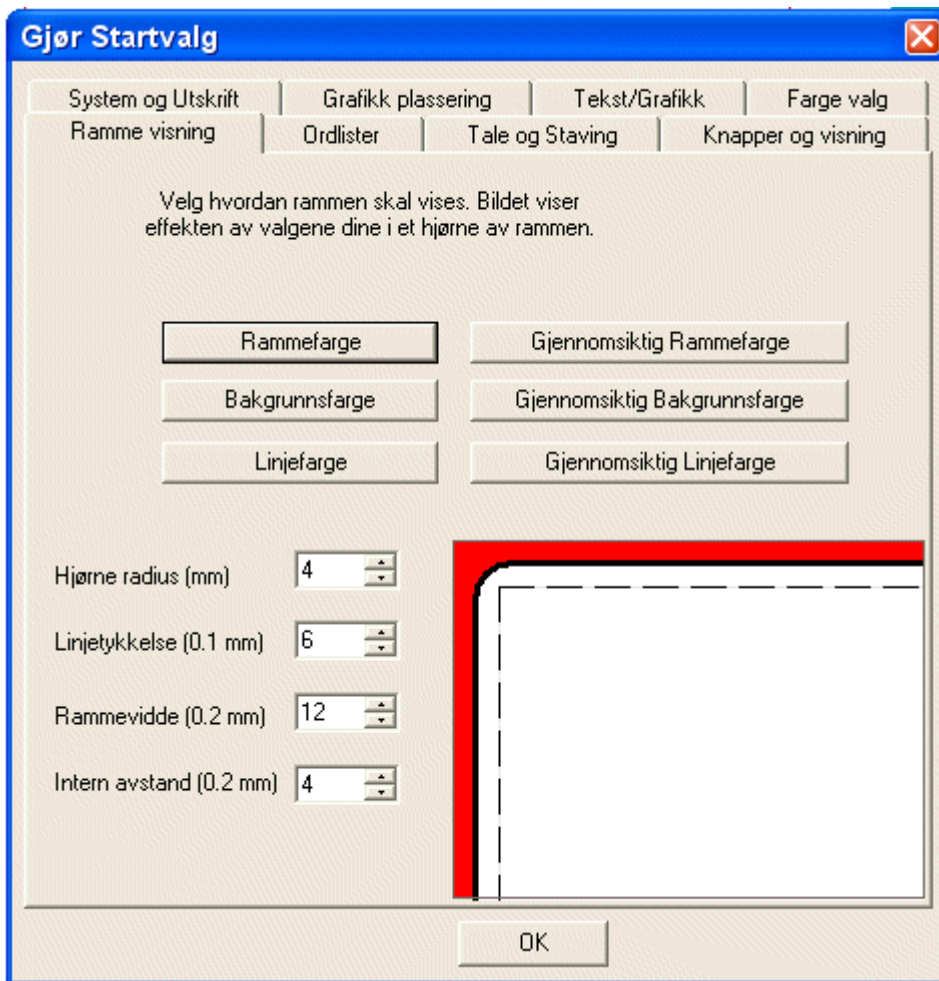 Gjør Startvalg
System og Utskrift
Grafikk plassering
Tekst/Grafikk
Farge valg
Ramme visning
Ordlister
Tale og Staving
Knapper og visning
Velg hvordan rammen skal vises. Bildet viser
effekten av valgene dine i et hjørne av rammen.
Rammefarge
Gjennomsiktig Rammefarge
Bakgrunnsfarge
Gjennomsiktig Bakgrunnsfarge
Linjefarge
Gjennomsiktig Linjefarge
Hjørne radius (mm)
4
Linjetykkelse (0.1 mm)
6
Rammevidde (0.2 mm)
12
Intern avstand (0.2 mm)
4
OK